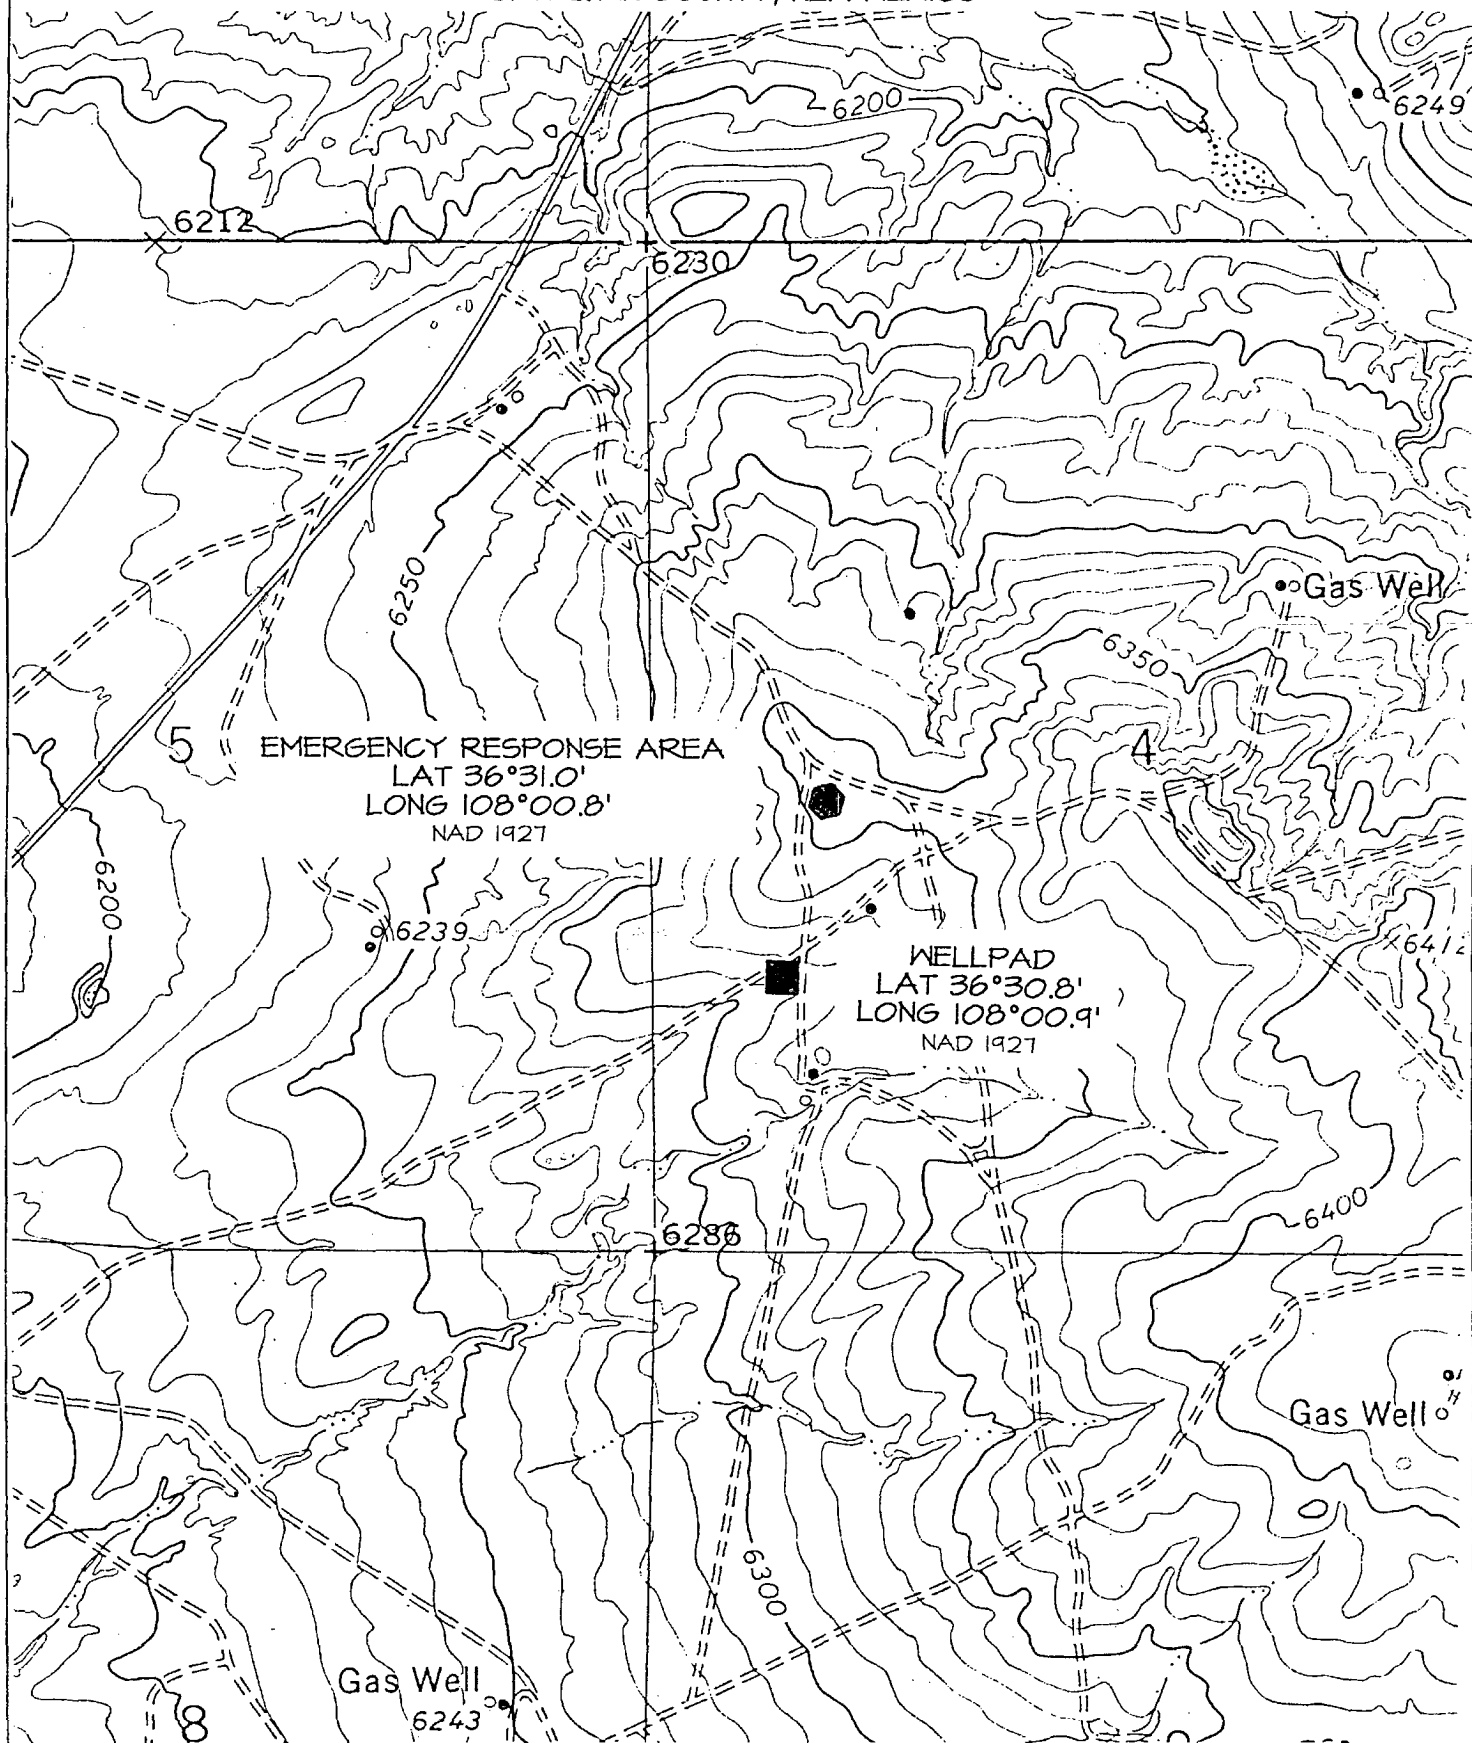 6200
6249
6212
6230
6250
Gas Well
6350
5
4
EMERGENCY RESPONSE AREA
LAT 36°31.0'
LONG 108°00.8'
NAD 1927
6200
6239
6412
WELLPAD
LAT 36°30.8'
LONG 108°00.9'
NAD 1927
6400
6286
Gas Well
6300
Gas Well
6243
8